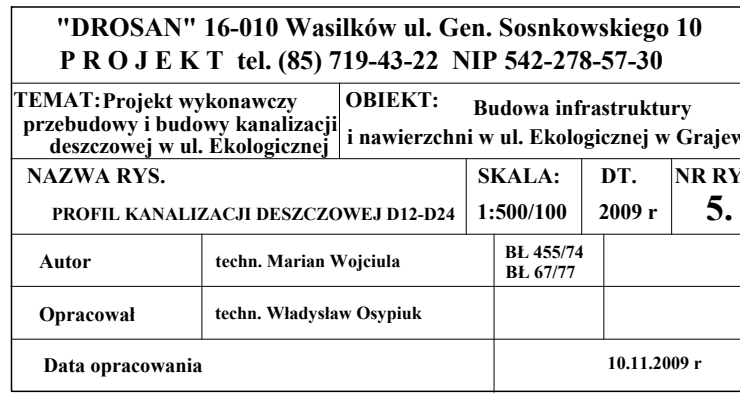 "DROSAN" 16-010 Wasilków ul. Gen. Sosnkowskiego 10
P R O J E K T tel. (85) 719-43-22 NIP 542-278-57-30
TEMAT: Projekt wykonawczy
przebudowy i budowy kanalizacji
deszczowej w ul. Ekologicznej
OBIEKT: Budowa infrastruktury
i nawierzchni w ul. Ekologicznej w Grajew
NAZWA RYS.
PROFIL KANALIZACJI DESZCZOWEJ D12-D24
SKALA:
1:500/100
DT.
2009 r
NR RY
5.
Autor
techn. Marian Wojciula
BŁ 455/74
BŁ 67/77
Opracował
techn. Władysław Osypiuk
Data opracowania
10.11.2009 r